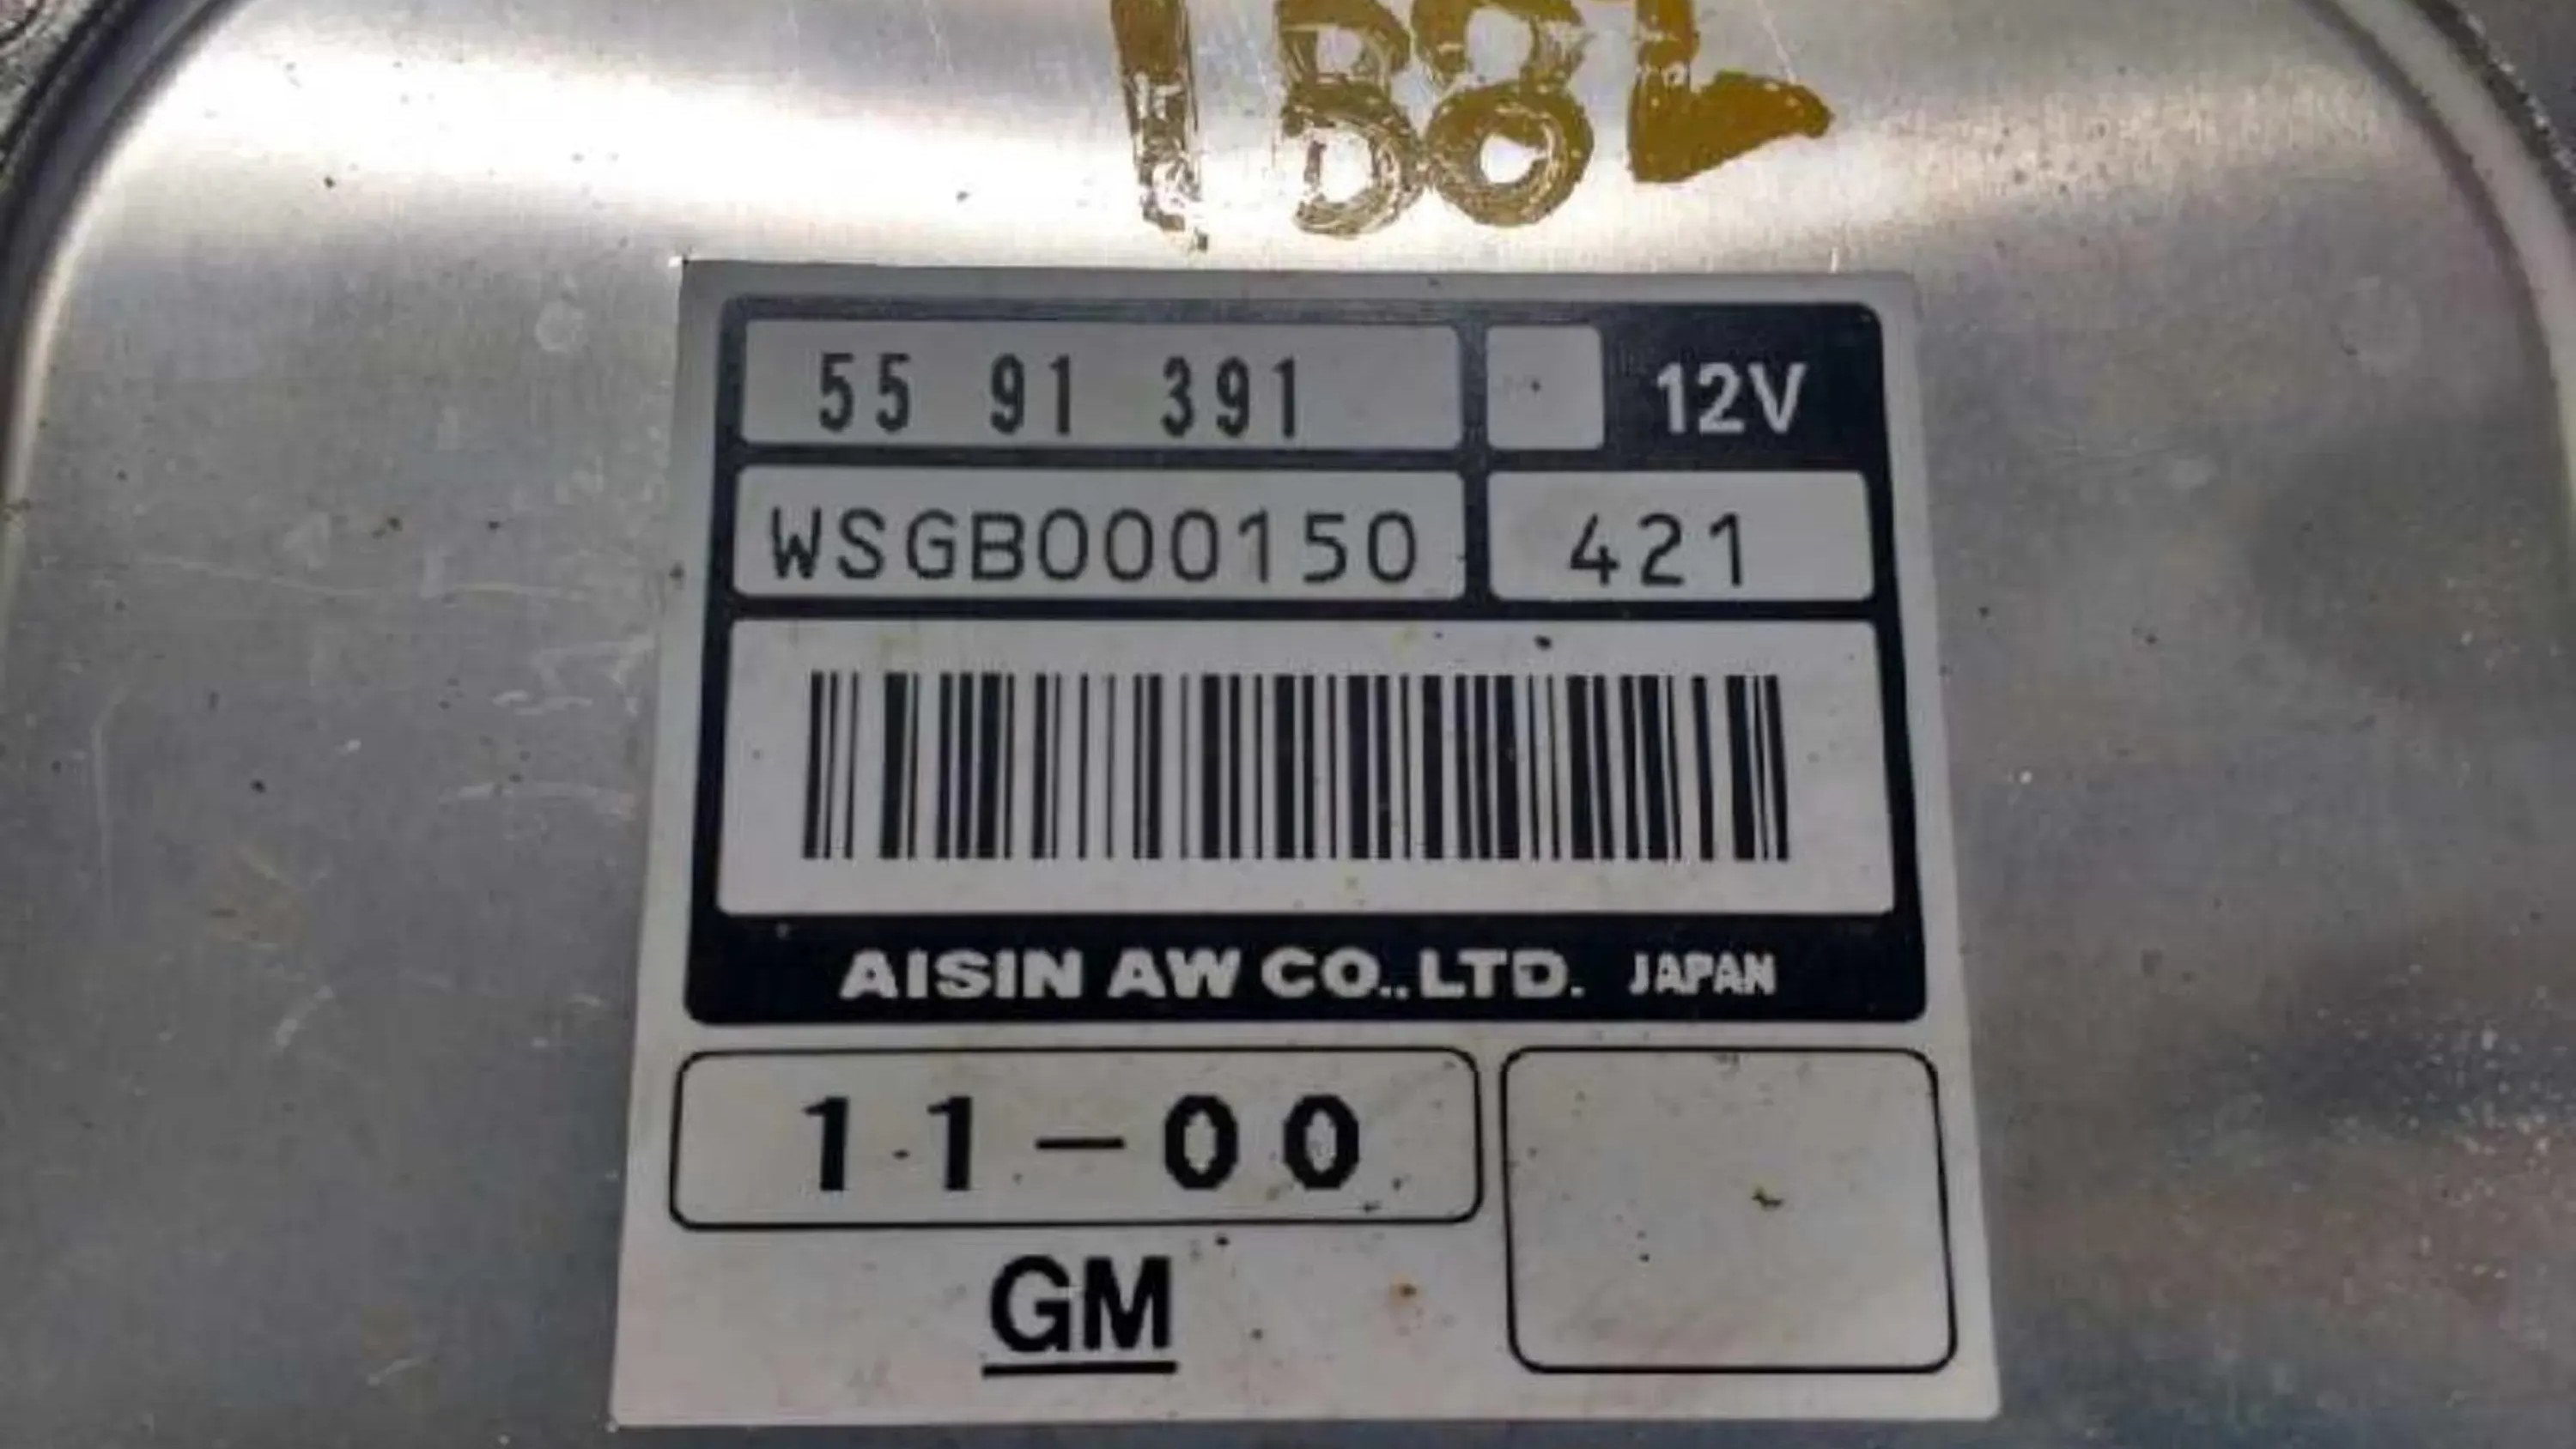 55 91 391 12V
WSGB000150 421
AISIN AW CO.,LTD. JAPAN
11-00
GM